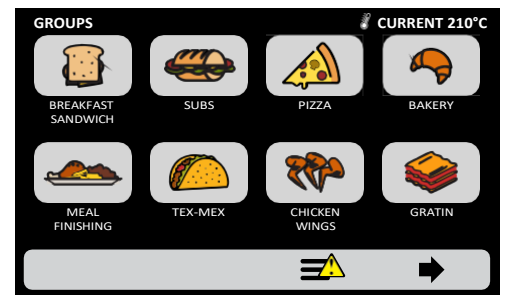 GROUPS CURRENT 210°C
BREAKFAST SANDWICH
SUBS
PIZZA
BAKERY
MEAL FINISHING
TEX-MEX
CHICKEN WINGS
GRATIN